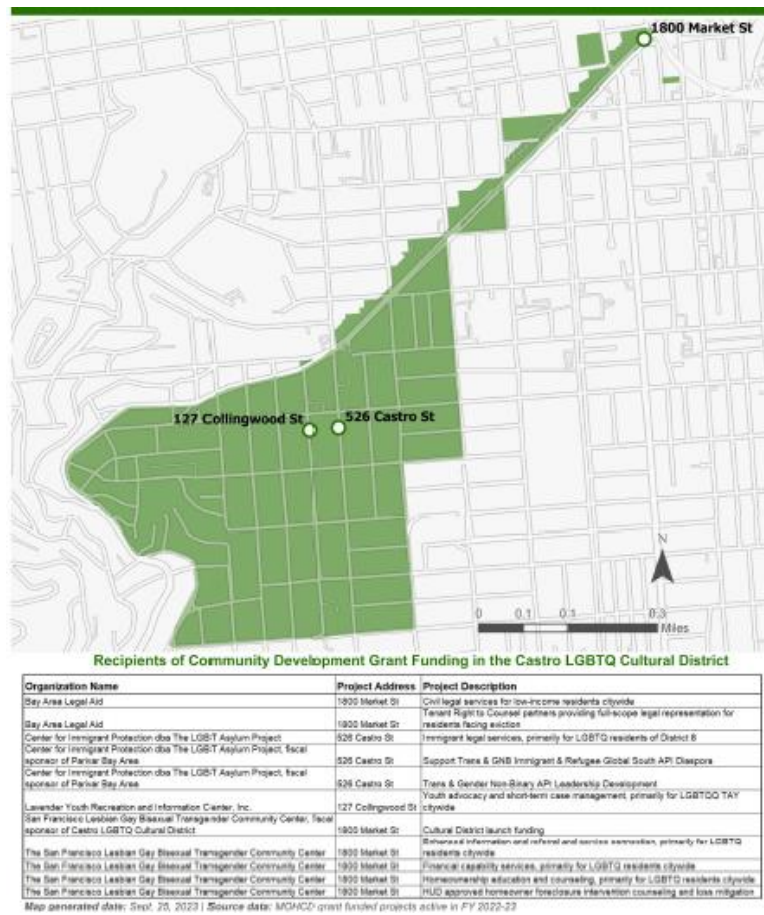 1800 Market St
127 Collingwood St
526 Castro St
N
0 0.1 0.1 0.3
Miles
Recipients of Community Development Grant Funding in the Castro LGBTQ Cultural District
Organization Name Project Address Project Description
Bay Area Legal Aid 1800 Market St Civil legal services for low-income residents citywide
Bay Area Legal Aid 1800 Market St Tenant Right to Counsel partners providing full-scope legal representation for
residents facing eviction
Center for Immigrant Protection dba The LGBT Asylum Project 526 Castro St Immigrant legal services, primarily for LGBTQ residents of District 8
Center for Immigrant Protection dba The LGBT Asylum Project, fiscal
sponsor of Parivar Bay Area 526 Castro St Support Trans & GNB Immigrant & Refugee Global South API Diaspora
Center for Immigrant Protection dba The LGBT Asylum Project, fiscal
sponsor of Parivar Bay Area 526 Castro St Trans & Gender Non-Binary API Leadership Development
Lavender Youth Recreation and Information Center, Inc. 127 Collingwood St Youth advocacy and short-term case management, primarily for LGBTQQ TAY
citywide
San Francisco Lesbian Gay Bisexual Transgender Community Center, fiscal
sponsor of Castro LGBTQ Cultural District 1800 Market St Cultural District launch funding
The San Francisco Lesbian Gay Bisexual Transgender Community Center 1800 Market St Enhanced information and referral and service connection, primarily for LGBTQ
residents citywide
The San Francisco Lesbian Gay Bisexual Transgender Community Center 1800 Market St Financial capability services, primarily for LGBTQ residents citywide
The San Francisco Lesbian Gay Bisexual Transgender Community Center 1800 Market St Homeownership education and counseling, primarily for LGBTQ residents citywide
The San Francisco Lesbian Gay Bisexual Transgender Community Center 1800 Market St HUD approved homeowner foreclosure intervention counseling and loss mitigation
Map generated date: Sept. 25, 2023 | Source data: MOHCD grant funded projects active in FY 2022-23